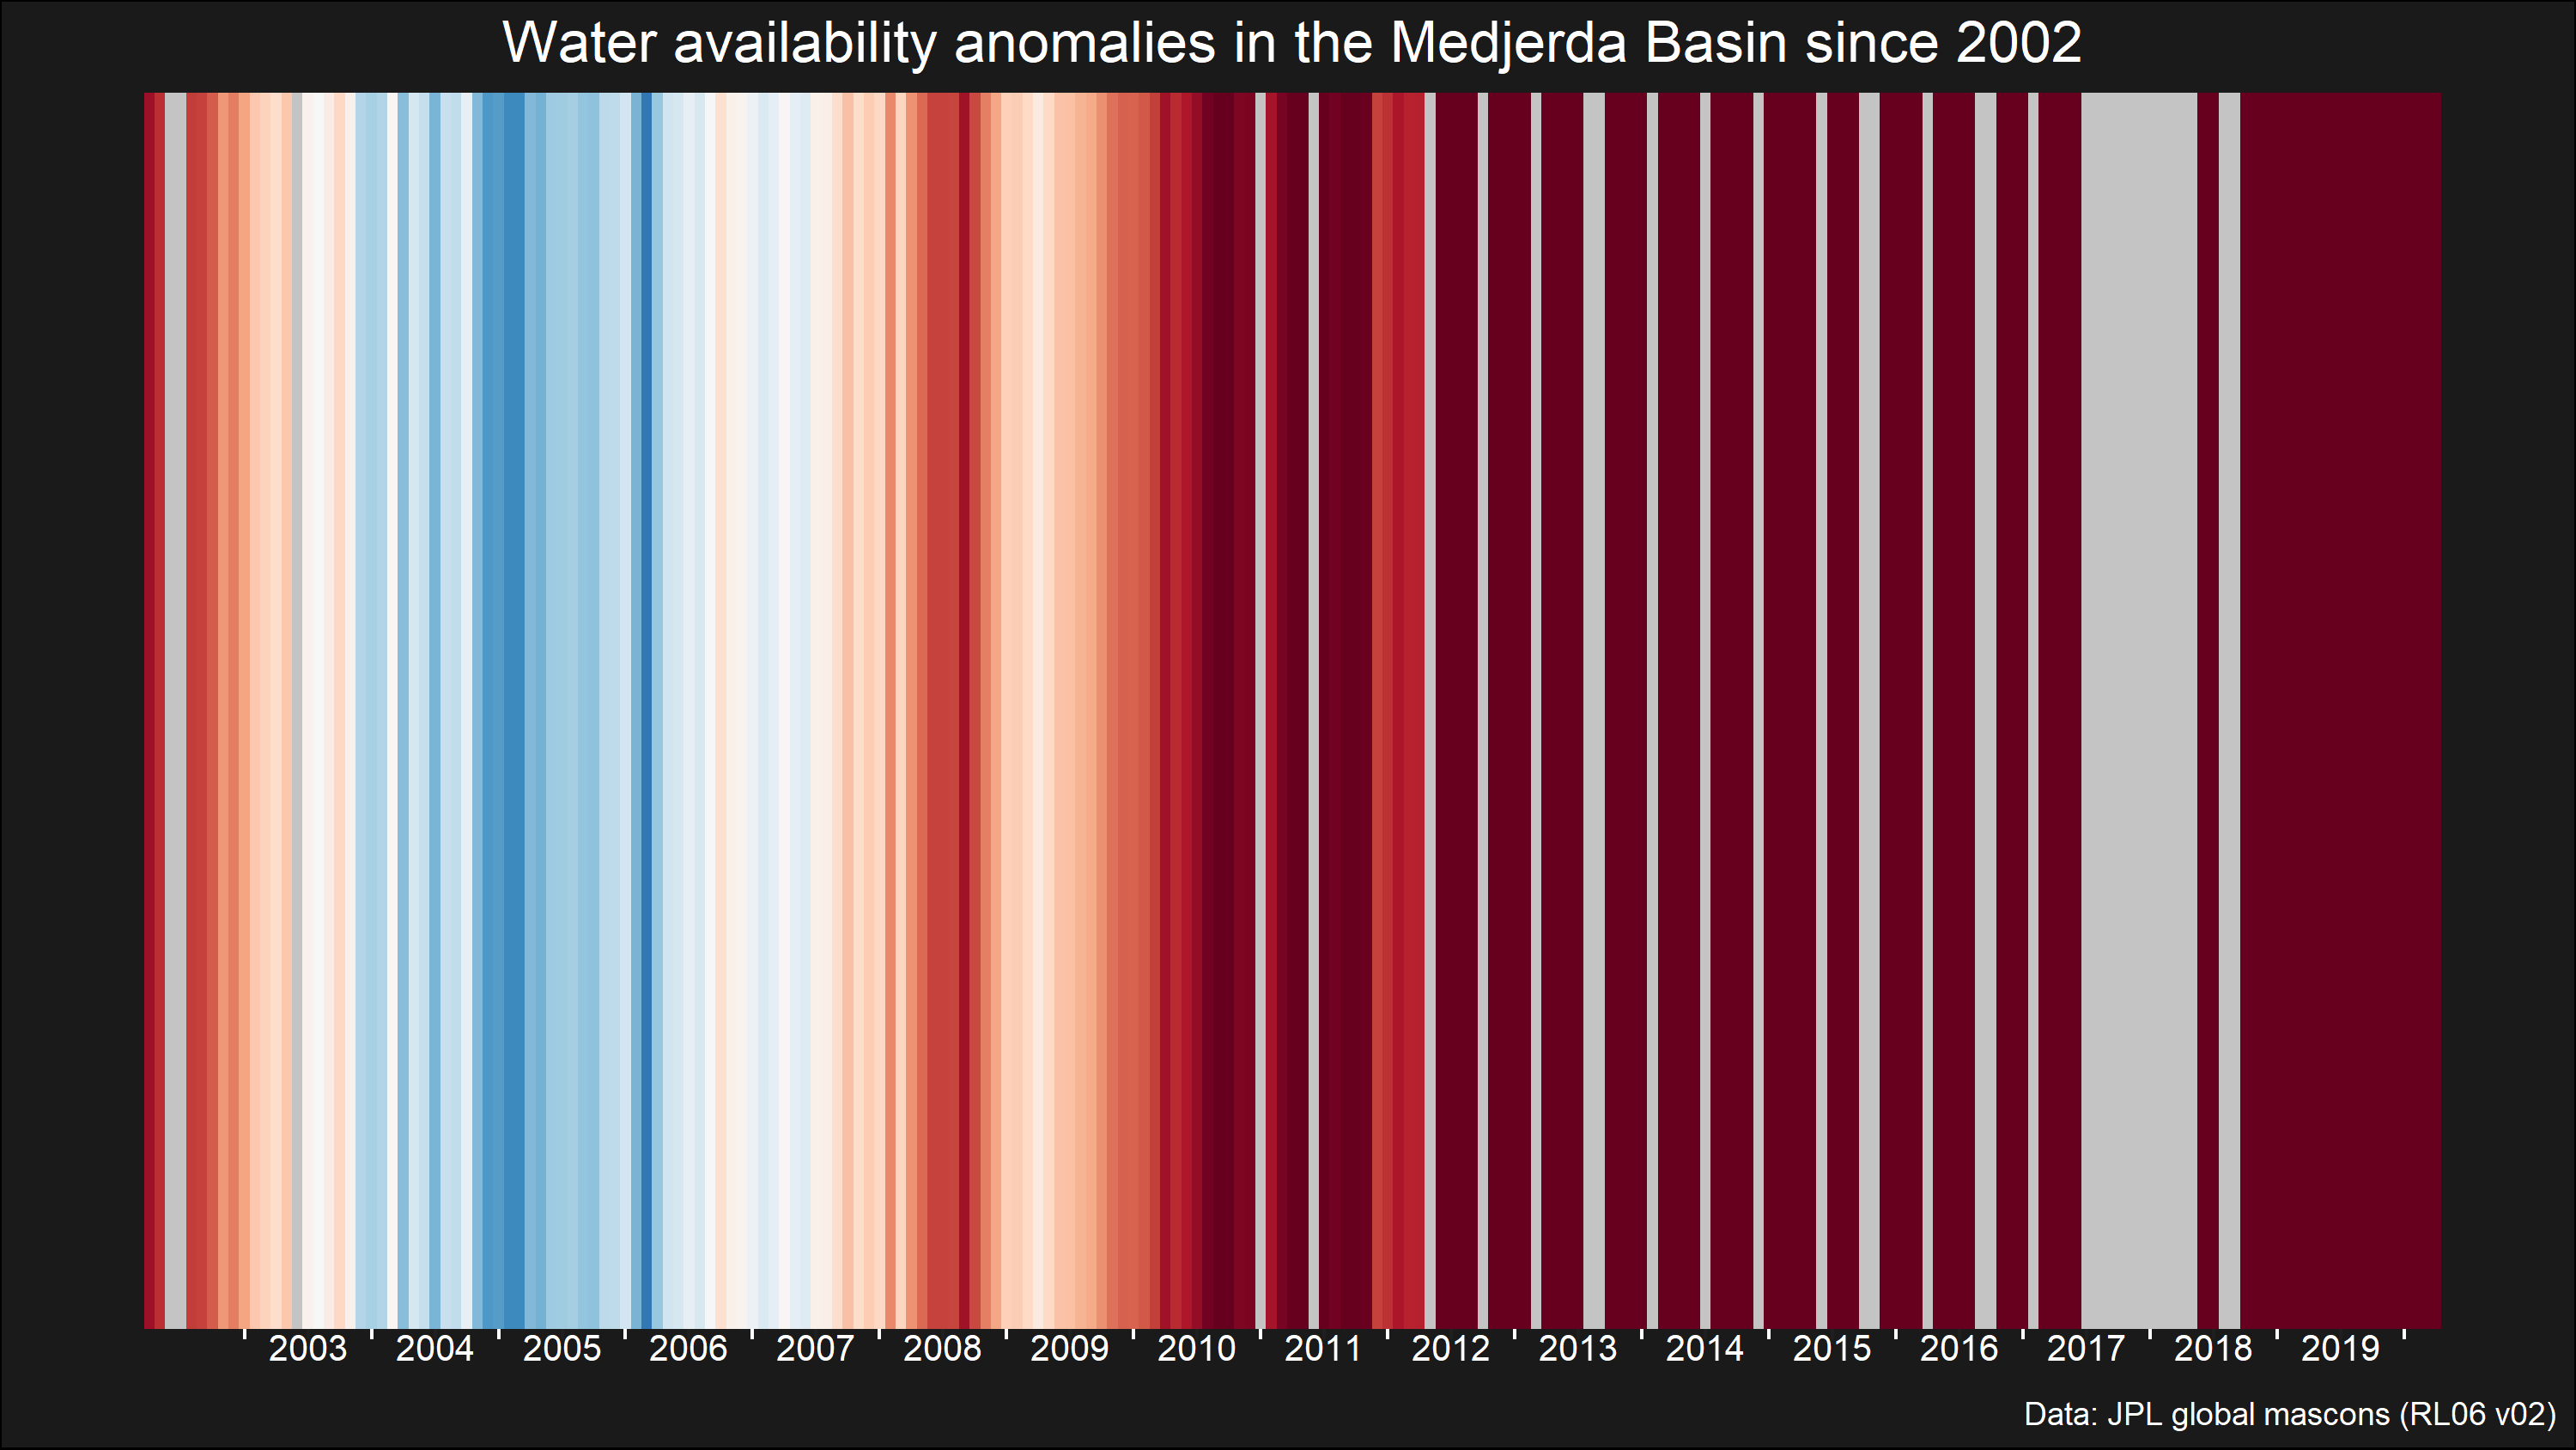 Water availability anomalies in the Medjerda Basin since 2002
2003 2004 2005 2006 2007 2008 2009 2010 2011 2012 2013 2014 2015 2016 2017 2018 2019
Data: JPL global mascons (RL06 v02)